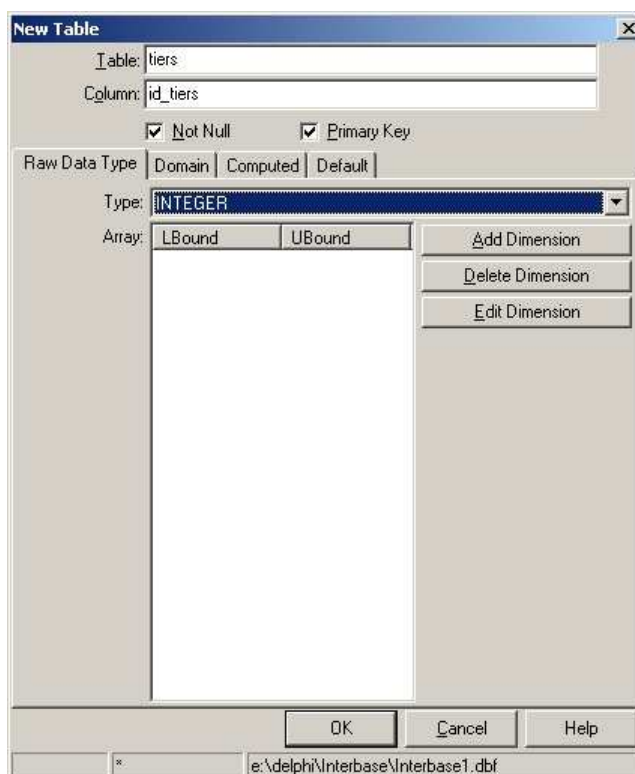 New Table
Table: tiers
Column: id_tiers
Not Null Primary Key
Raw Data Type Domain Computed Default
Type: INTEGER
Array: LBound UBound Add Dimension
Delete Dimension
Edit Dimension
OK Cancel Help
* e:\delphi\Interbase\Interbase1.dbf